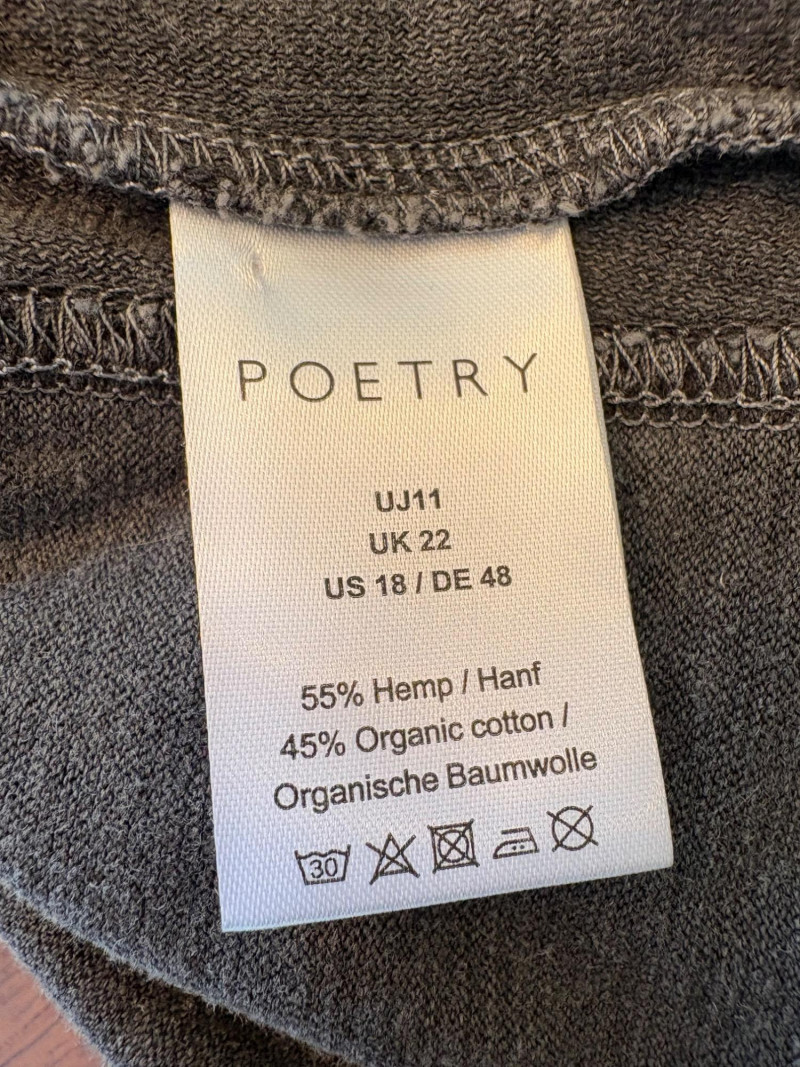 POETRY
UJ11
UK 22
US 18 / DE 48
55% Hemp / Hanf
45% Organic cotton /
Organische Baumwolle
30